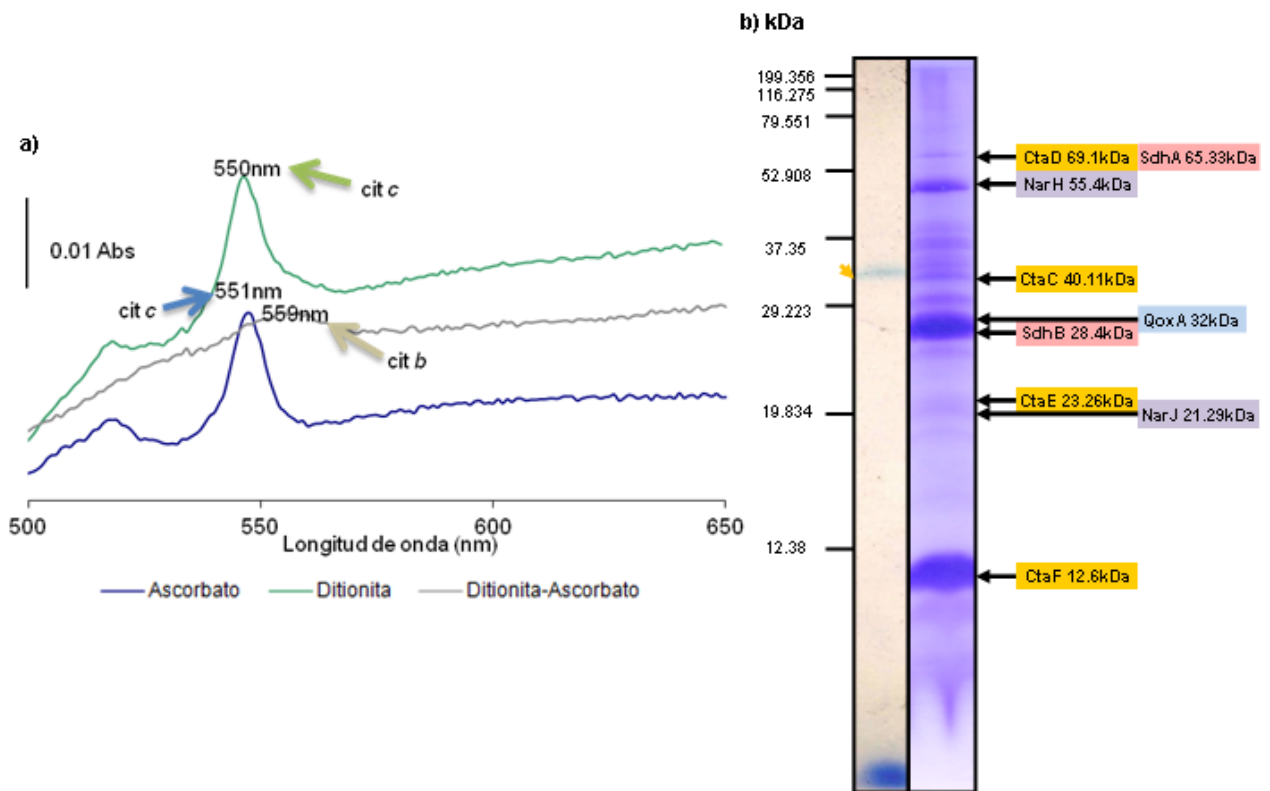 a)
550nm
cit c
0.01 Abs
551nm
cit c
559nm
cit b
500
550
600
650
Longitud de onda (nm)
Ascorbato
Ditionita
Ditionita-Ascorbato
b) kDa
199.356
116.275
79.551
52.908
37.35
29.223
19.834
12.38
CtaD 69.1kDa
SdhA 65.33kDa
NarH 55.4kDa
CtaC 40.11kDa
QoxA 32kDa
SdhB 28.4kDa
CtaE 23.26kDa
NarJ 21.29kDa
CtaF 12.6kDa